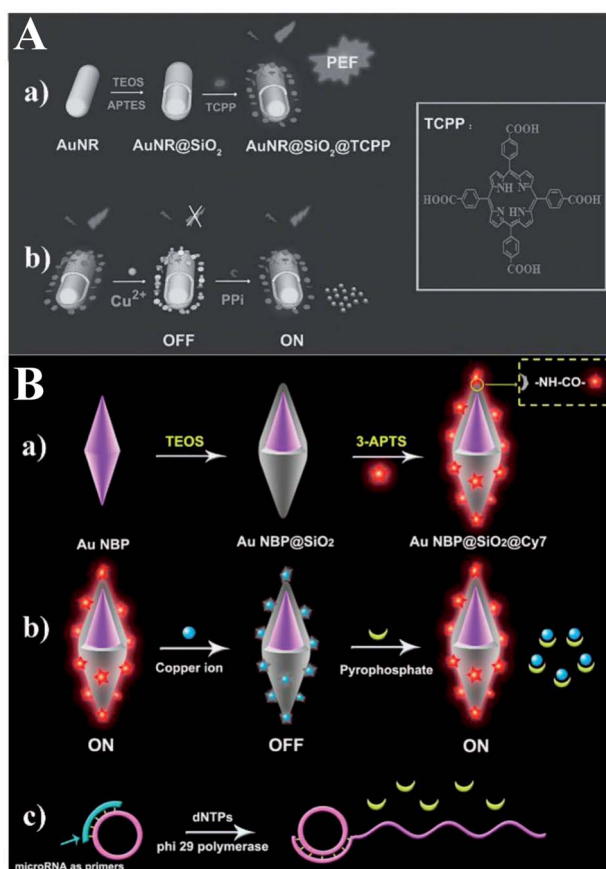 A
a)
TEOS
APTES
TCPP
PEF
AuNR
AuNR@SiO2
AuNR@SiO2@TCPP
TCPP :
COOH
HOOC
COOH
NH
N
N
HN
COOH
b)
Cu2+
PPi
OFF
ON
B
-NH-CO-
a)
TEOS
3-APTS
Au NBP
Au NBP@SiO2
Au NBP@SiO2@Cy7
b)
Copper ion
Pyrophosphate
ON
OFF
ON
c)
dNTPs
phi 29 polymerase
microRNA as primers